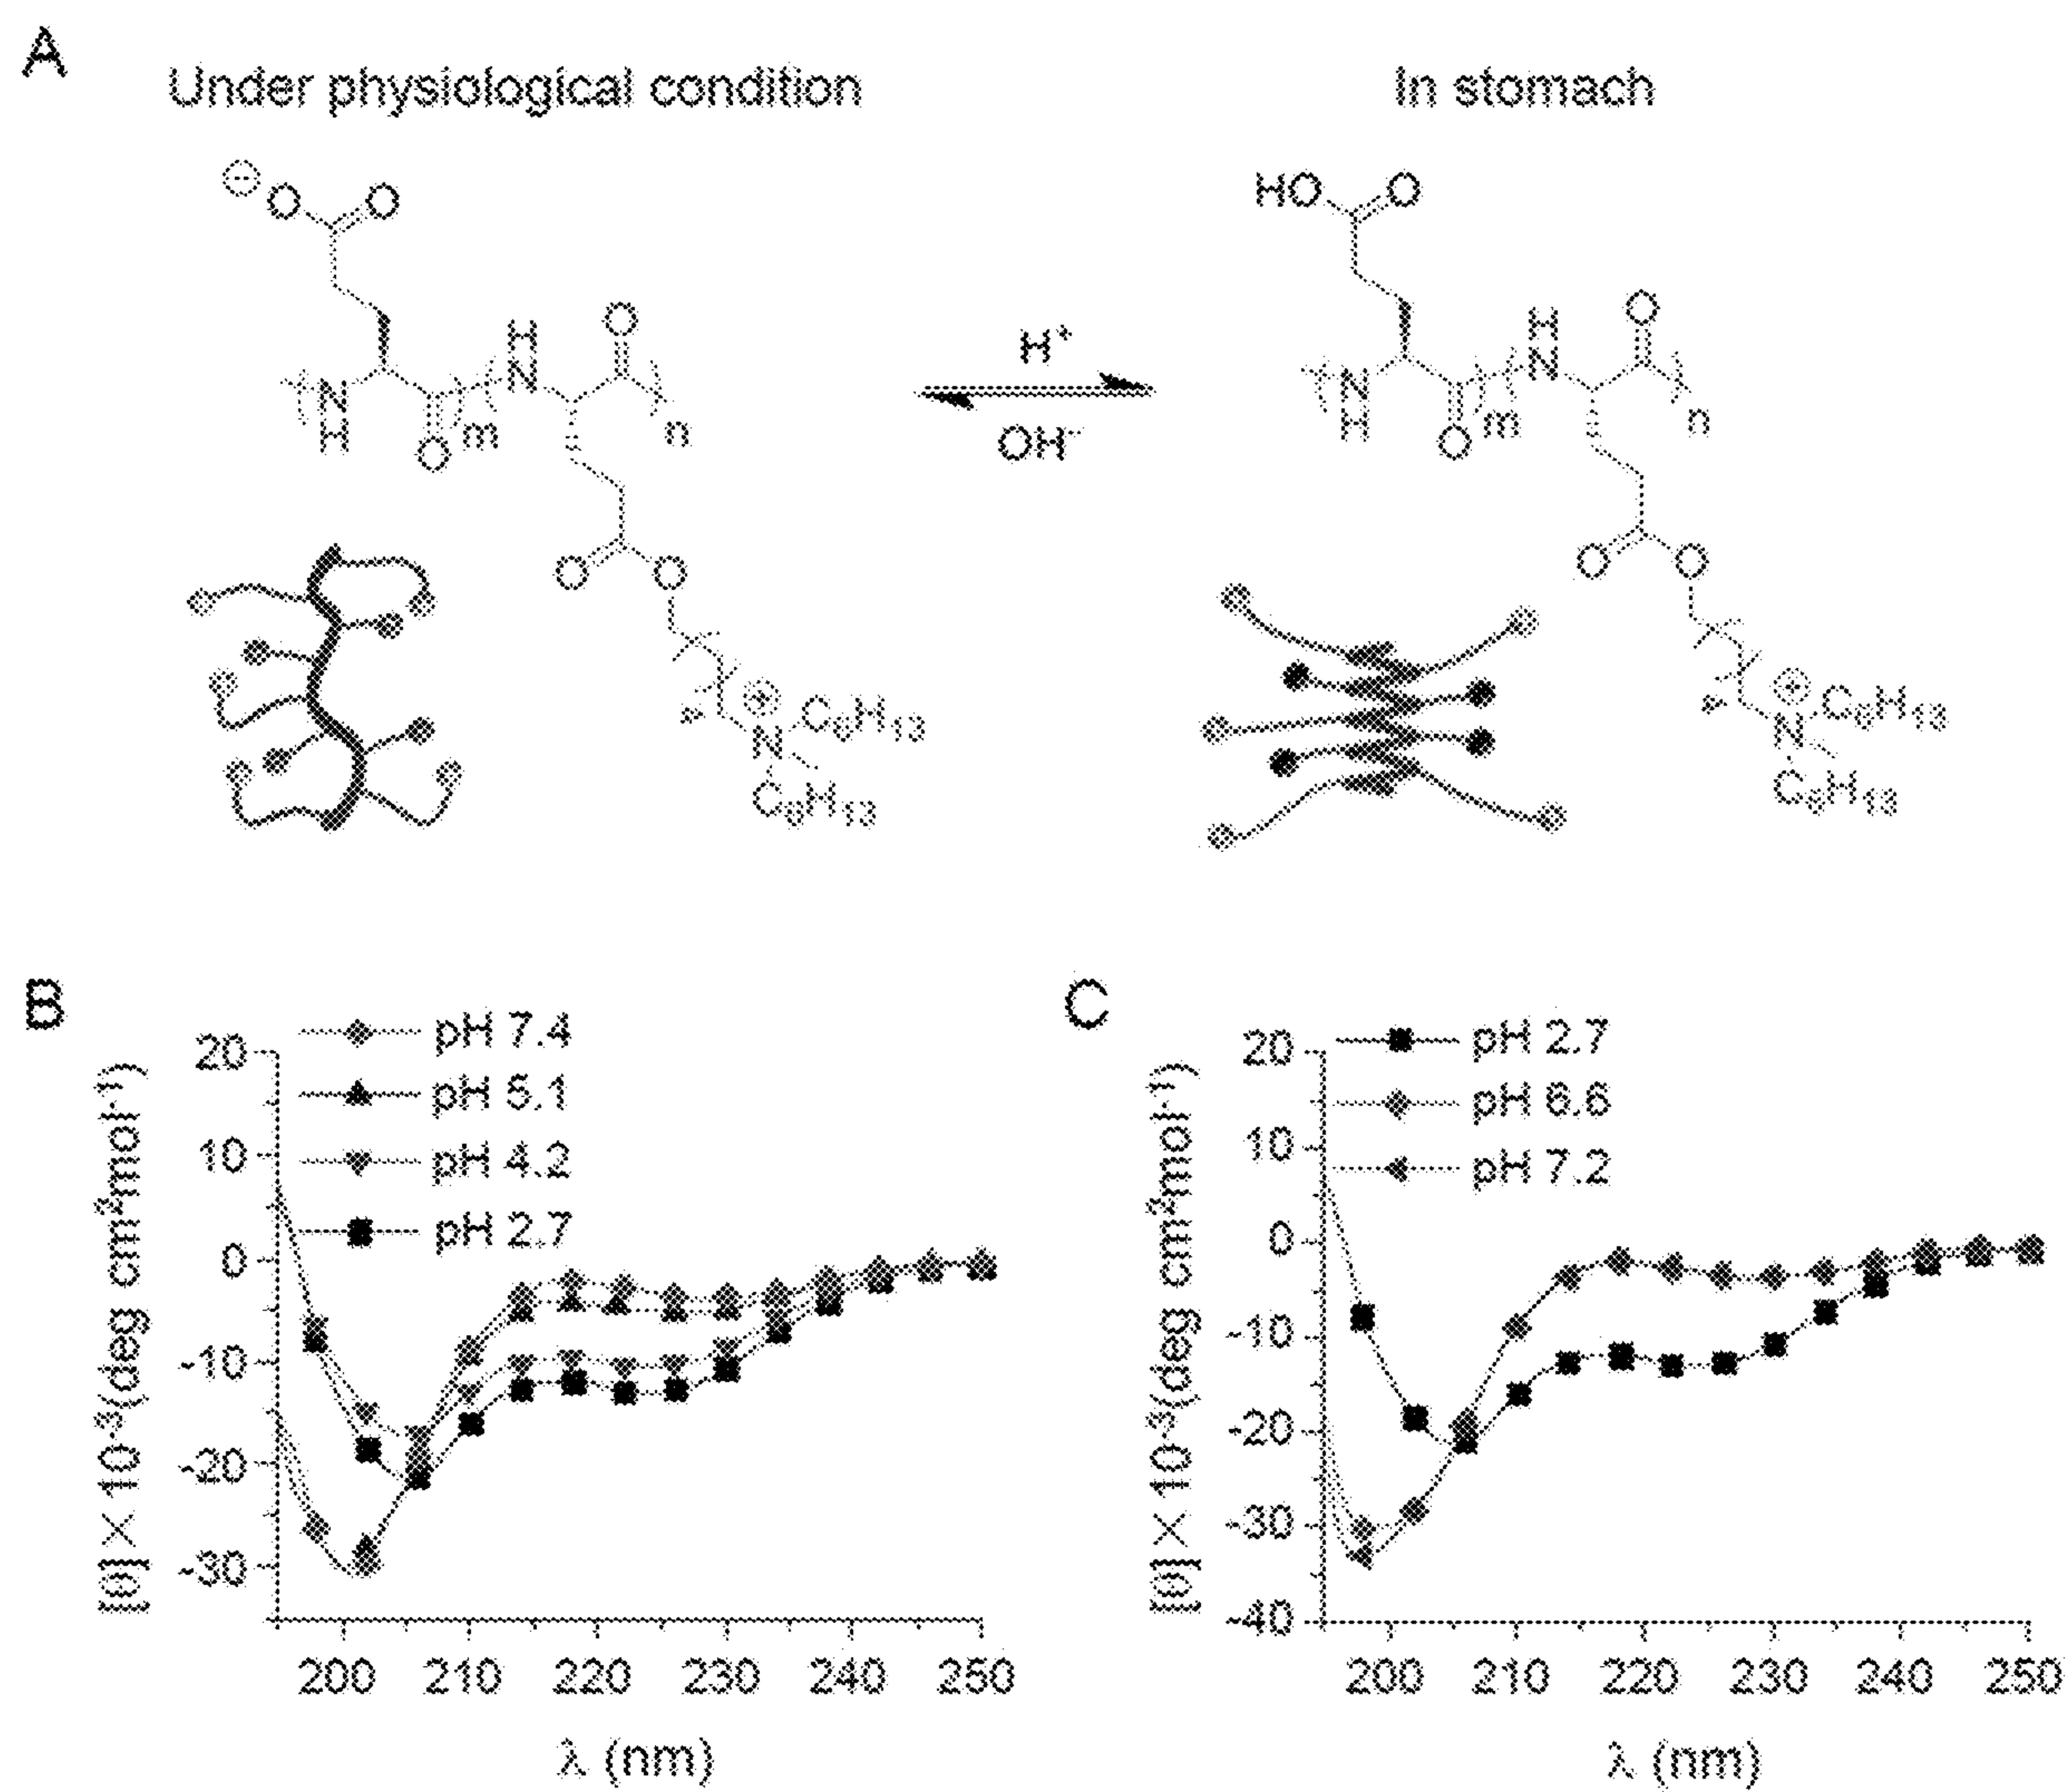 A
Under physiological condition
In stomach
⊖
O O
HO O
H
N
O
N
H
O
m
n
H⁺
OH⁻
H
N
O
N
H
O
m
n
O O
O O
⊕
N
C₆H₁₃
C₆H₁₃
⊕
N
C₆H₁₃
C₆H₁₃
B
pH 7.4
pH 5.1
pH 4.2
pH 2.7
20
10
0
-10
-20
-30
[θ]×10⁻³(deg cm²mol⁻¹)
200 210 220 230 240 250
λ (nm)
C
pH 2.7
pH 6.6
pH 7.2
20
10
0
-10
-20
-30
-40
[θ]×10⁻³(deg cm²mol⁻¹)
200 210 220 230 240 250
λ (nm)